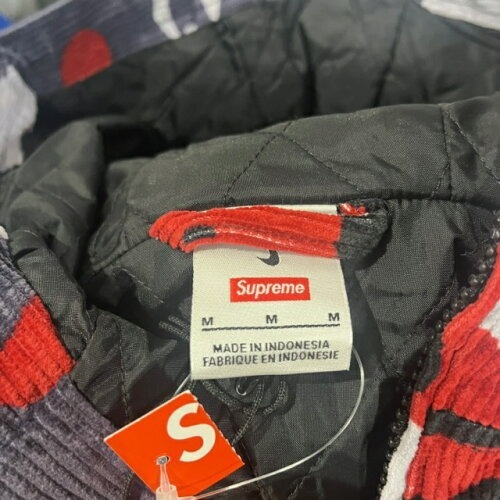 Supreme
M M M
MADE IN INDONESIA
FABRIQUE EN INDONESIE
S